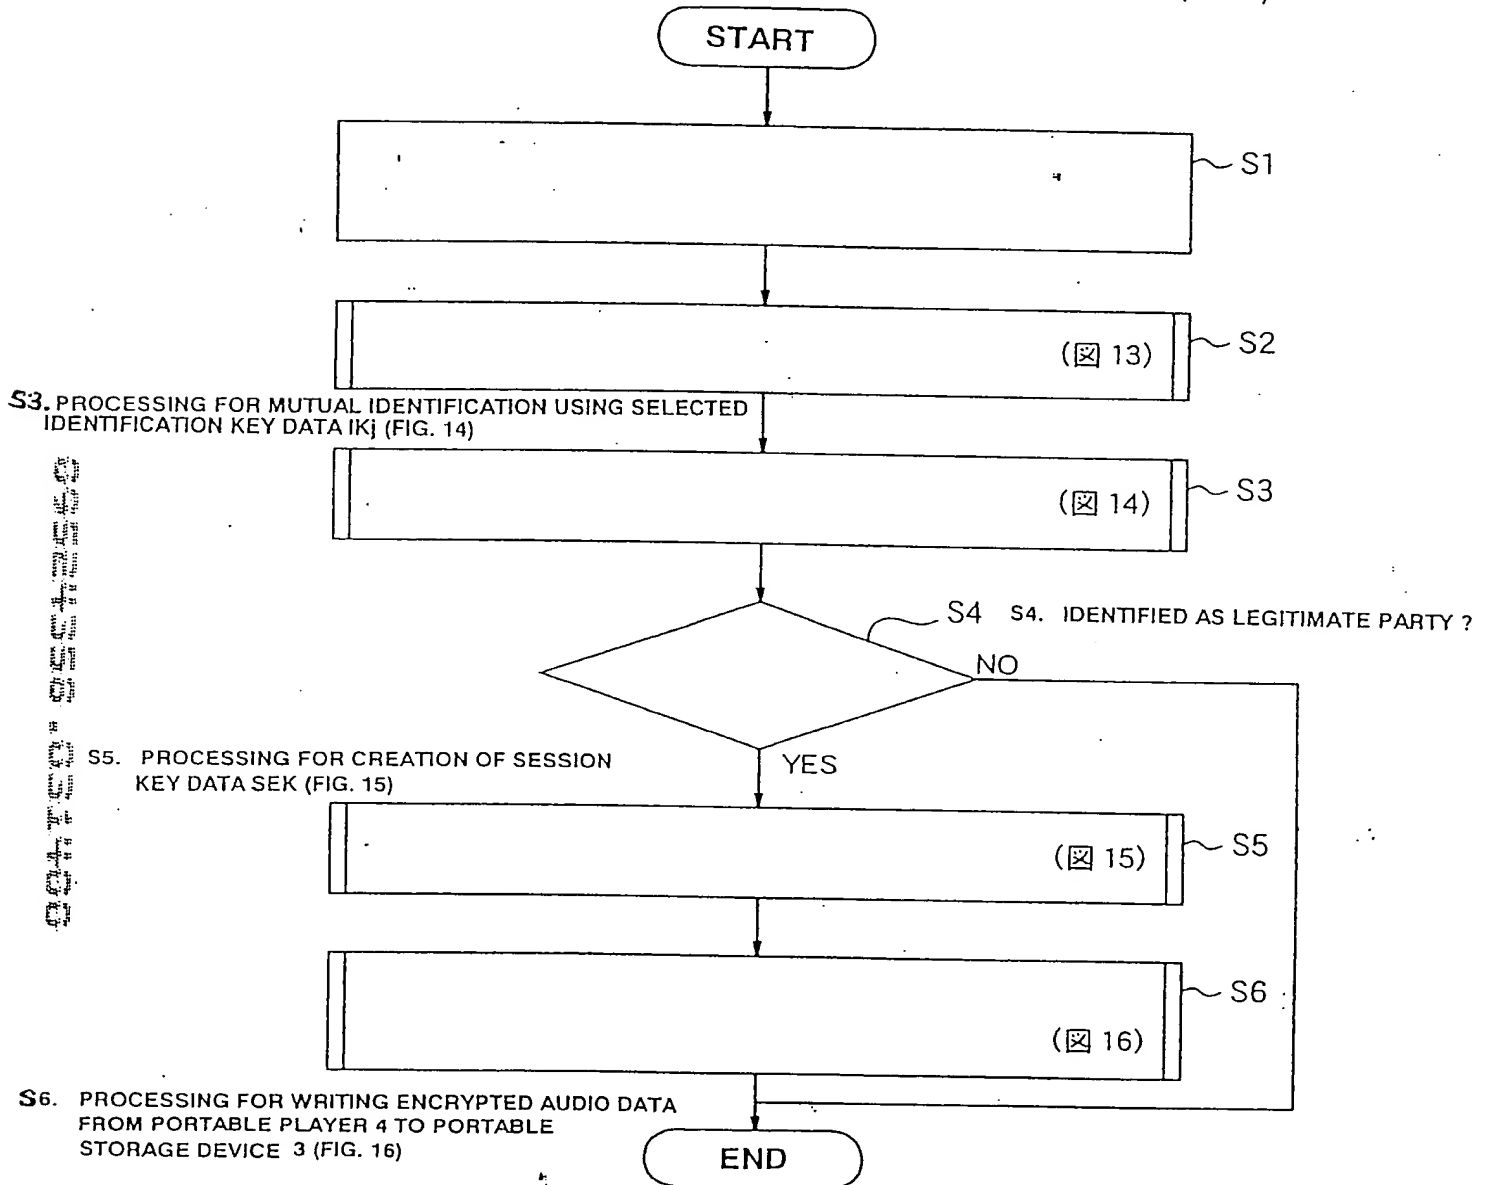 START
S1
(図 13)
S2
S3. PROCESSING FOR MUTUAL IDENTIFICATION USING SELECTED
IDENTIFICATION KEY DATA IKj (FIG. 14)
(図 14)
S3
S4
S4. IDENTIFIED AS LEGITIMATE PARTY ?
NO
YES
S5. PROCESSING FOR CREATION OF SESSION
KEY DATA SEK (FIG. 15)
(図 15)
S5
S6
(図 16)
S6. PROCESSING FOR WRITING ENCRYPTED AUDIO DATA
FROM PORTABLE PLAYER 4 TO PORTABLE
STORAGE DEVICE 3 (FIG. 16)
END